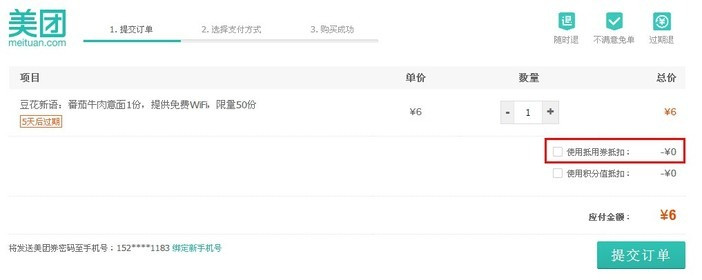 美团
meituan.com
1. 提交订单 2. 选择支付方式 3. 购买成功
随时退 不满意免单 过期退
项目 单价 数量 总价
豆花新语：番茄牛肉意面1份，提供免费WiFi，限量50份 ¥6 - 1 + ¥6
5天后过期
使用抵用券抵扣： -¥0
使用积分值抵扣： -¥0
应付金额： ¥6
将发送美团券密码至手机号：152****1183 绑定新手机号
提交订单